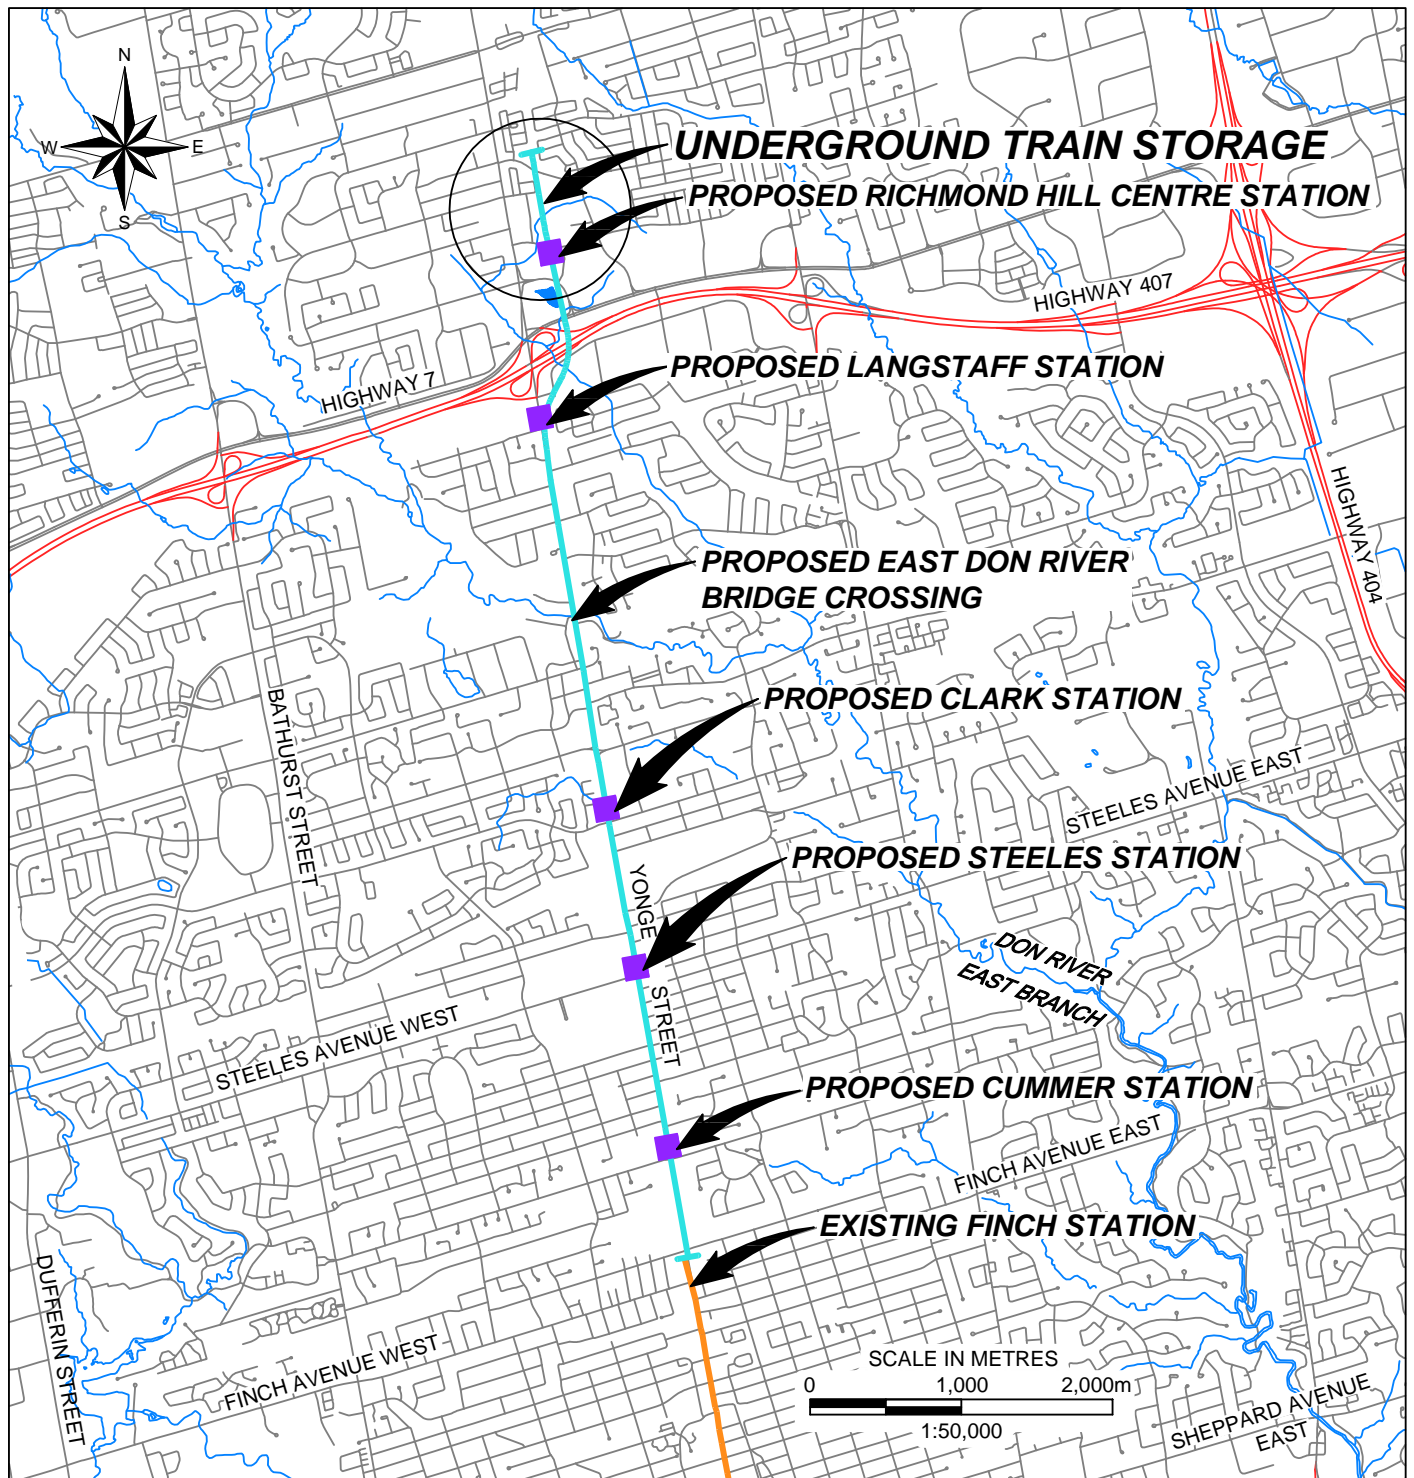 N
W E
S
UNDERGROUND TRAIN STORAGE
PROPOSED RICHMOND HILL CENTRE STATION
HIGHWAY 407
PROPOSED LANGSTAFF STATION
HIGHWAY 7
HIGHWAY 404
PROPOSED EAST DON RIVER
BRIDGE CROSSING
PROPOSED CLARK STATION
BATHURST STREET
STEELES AVENUE EAST
PROPOSED STEELES STATION
YONGE STREET
DON RIVER
EAST BRANCH
STEELES AVENUE WEST
PROPOSED CUMMER STATION
FINCH AVENUE EAST
EXISTING FINCH STATION
DUFFERIN STREET
FINCH AVENUE WEST
SCALE IN METRES
0 1,000 2,000m
1:50,000
SHEPPARD AVENUE
EAST